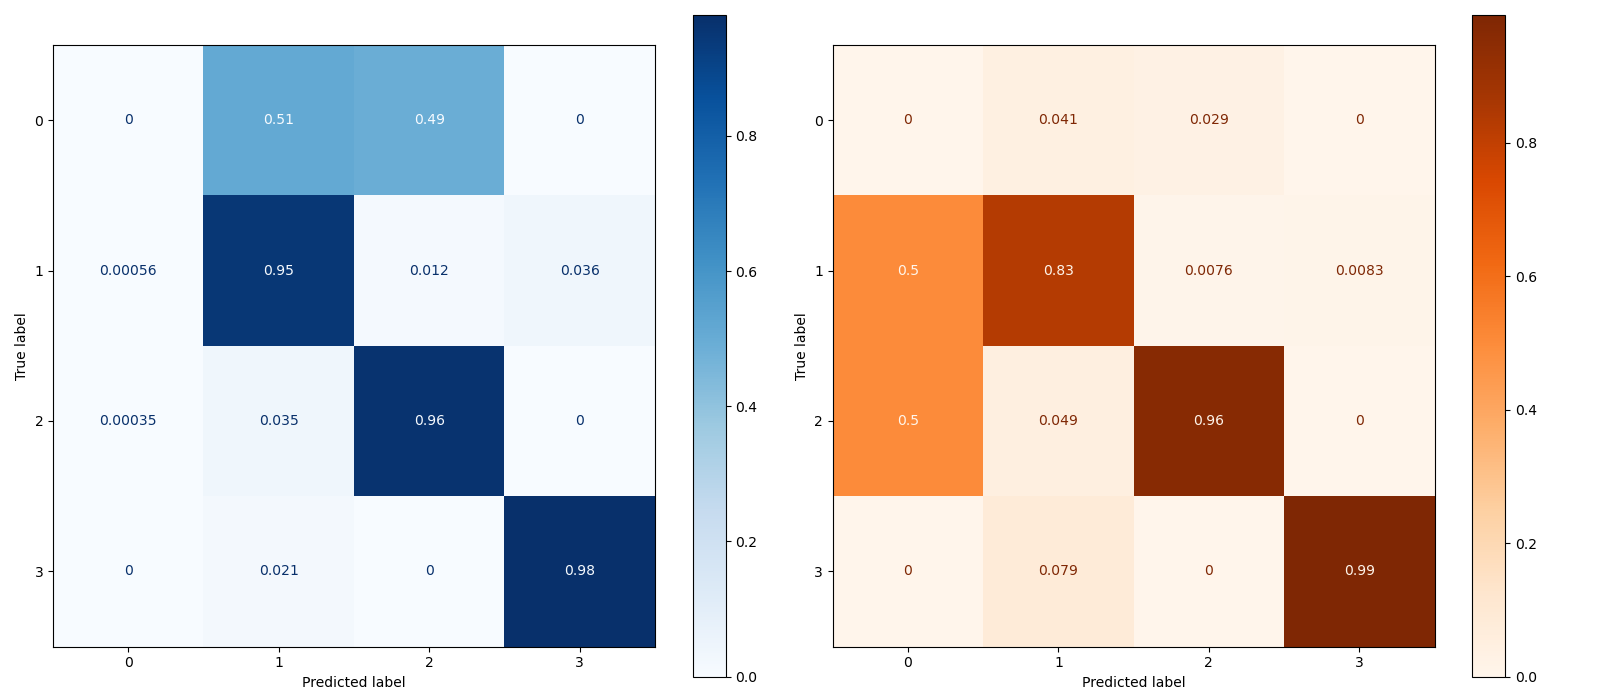 0 0 0.51 0.49 0
1 0.00056 0.95 0.012 0.036
2 0.00035 0.035 0.96 0
3 0 0.021 0 0.98
0 1 2 3
True label
Predicted label
0.8
0.6
0.4
0.2
0.0
0 0 0.041 0.029 0
1 0.5 0.83 0.0076 0.0083
2 0.5 0.049 0.96 0
3 0 0.079 0 0.99
0 1 2 3
True label
Predicted label
0.8
0.6
0.4
0.2
0.0